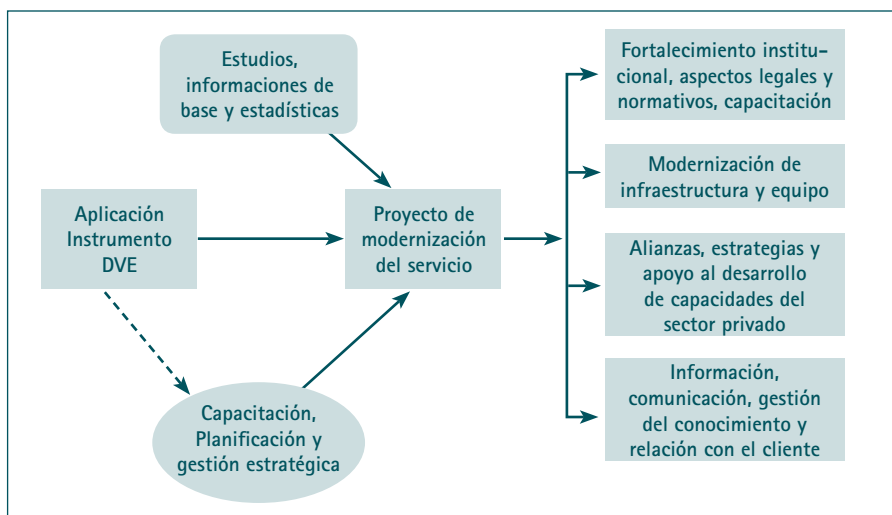 Estudios,
informaciones de
base y estadísticas
Aplicación
Instrumento
DVE
Proyecto de
modernización
del servicio
Capacitación,
Planificación y
gestión estratégica
Fortalecimiento institu-
cional, aspectos legales y
normativos, capacitación
Modernización de
infraestructura y equipo
Alianzas, estrategias y
apoyo al desarrollo
de capacidades del
sector privado
Información,
comunicación, gestión
del conocimiento y
relación con el cliente